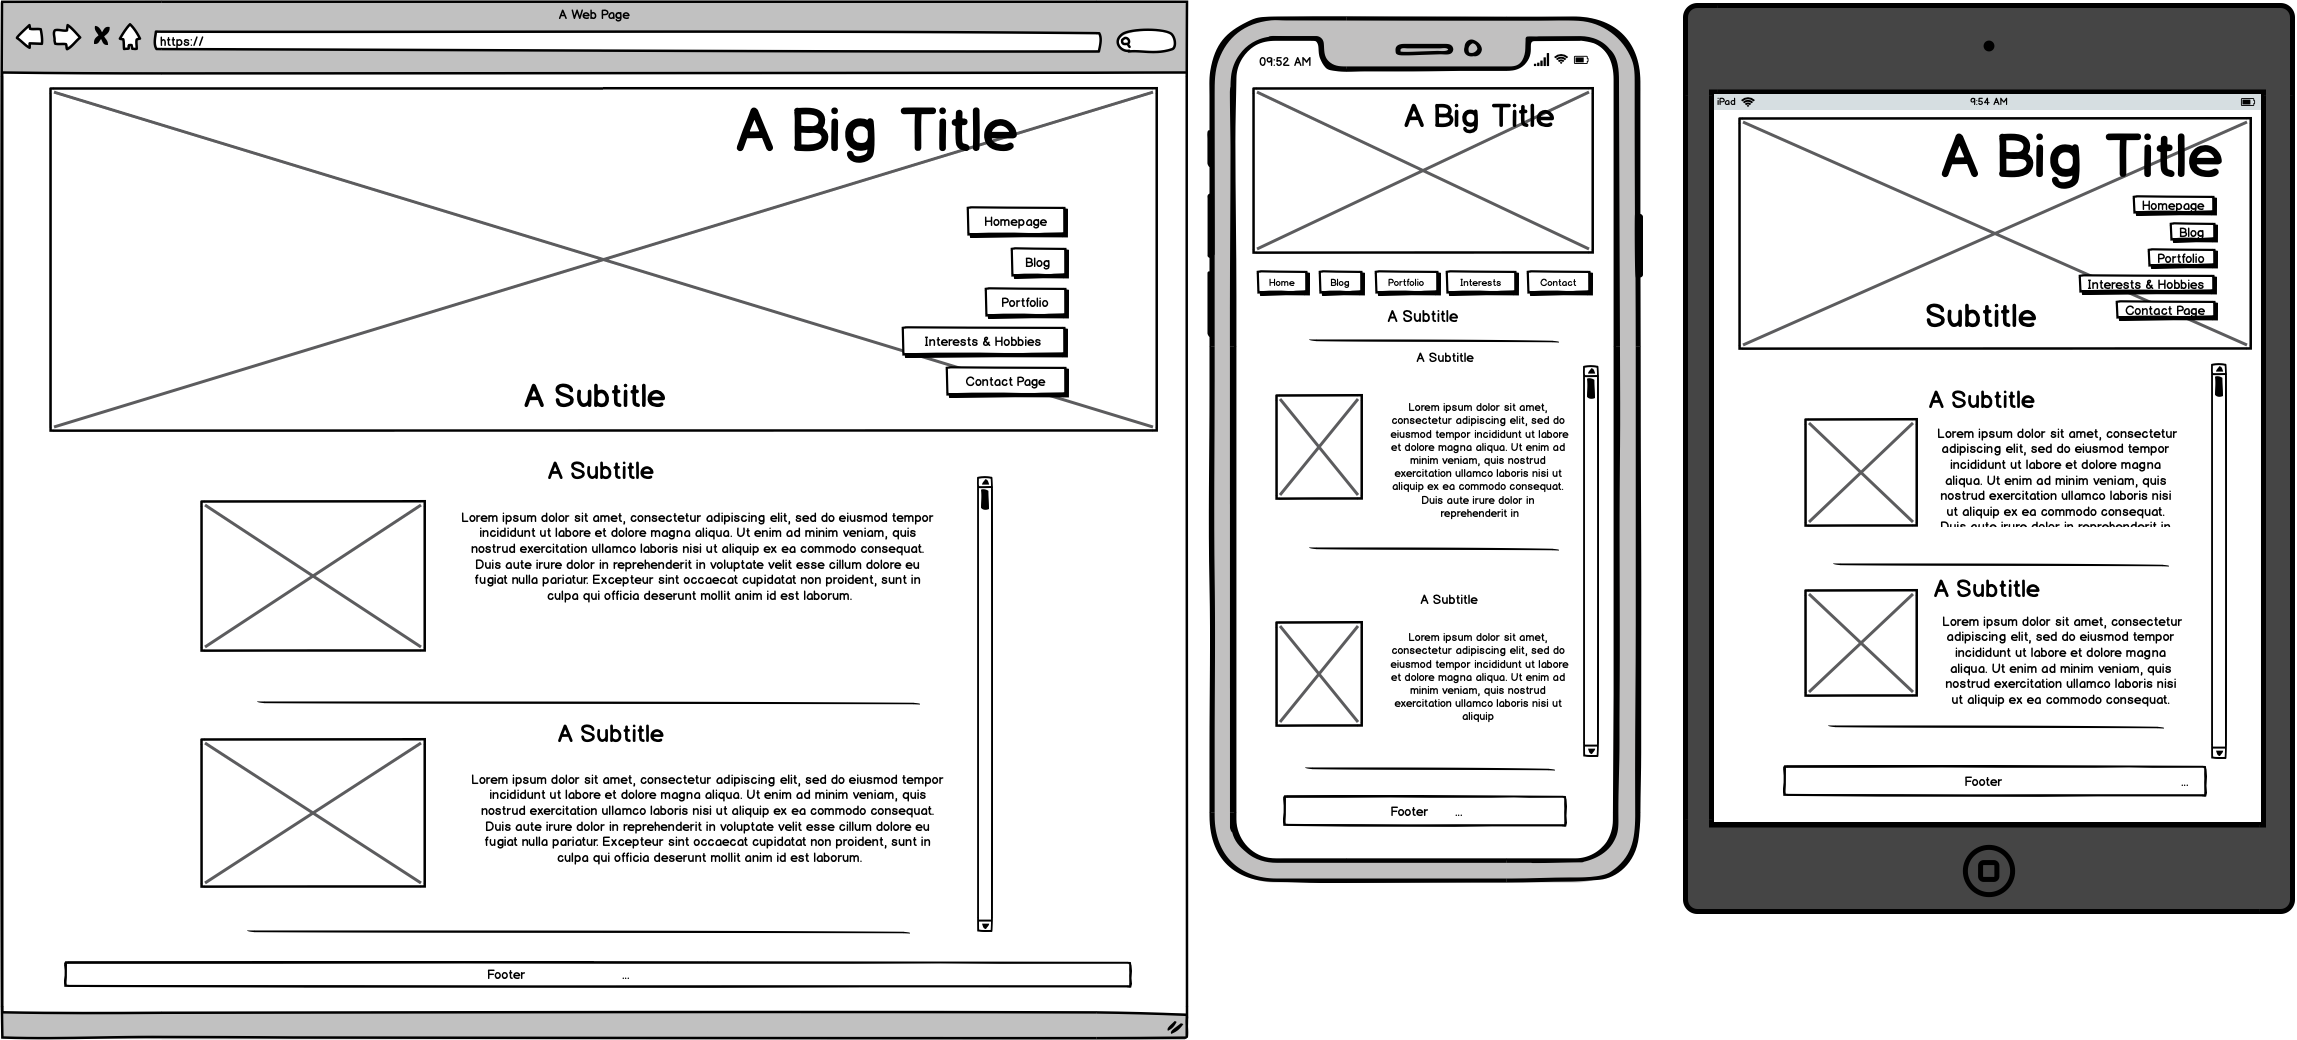 A Web Page
https://
A Big Title
Homepage
Blog
Portfolio
Interests & Hobbies
Contact Page
A Subtitle
A Subtitle
Lorem ipsum dolor sit amet, consectetur adipiscing elit, sed do eiusmod tempor
incididunt ut labore et dolore magna aliqua. Ut enim ad minim veniam, quis
nostrud exercitation ullamco laboris nisi ut aliquip ex ea commodo consequat.
Duis aute irure dolor in reprehenderit in voluptate velit esse cillum dolore eu
fugiat nulla pariatur. Excepteur sint occaecat cupidatat non proident, sunt in
culpa qui officia deserunt mollit anim id est laborum.
A Subtitle
Lorem ipsum dolor sit amet, consectetur adipiscing elit, sed do eiusmod tempor
incididunt ut labore et dolore magna aliqua. Ut enim ad minim veniam, quis
nostrud exercitation ullamco laboris nisi ut aliquip ex ea commodo consequat.
Duis aute irure dolor in reprehenderit in voluptate velit esse cillum dolore eu
fugiat nulla pariatur. Excepteur sint occaecat cupidatat non proident, sunt in
culpa qui officia deserunt mollit anim id est laborum.
Footer ...
09:52 AM
A Big Title
Home Blog Portfolio Interests Contact
A Subtitle
A Subtitle
Lorem ipsum dolor sit amet,
consectetur adipiscing elit, sed do
eiusmod tempor incididunt ut labore
et dolore magna aliqua. Ut enim ad
minim veniam, quis nostrud
exercitation ullamco laboris nisi ut
aliquip ex ea commodo consequat.
Duis aute irure dolor in
reprehenderit in
A Subtitle
Lorem ipsum dolor sit amet,
consectetur adipiscing elit, sed do
eiusmod tempor incididunt ut labore
et dolore magna aliqua. Ut enim ad
minim veniam, quis nostrud
exercitation ullamco laboris nisi ut
aliquip
Footer ...
iPad 9:54 AM
A Big Title
Homepage
Blog
Portfolio
Interests & Hobbies
Contact Page
Subtitle
A Subtitle
Lorem ipsum dolor sit amet, consectetur
adipiscing elit, sed do eiusmod tempor
incididunt ut labore et dolore magna
aliqua. Ut enim ad minim veniam, quis
nostrud exercitation ullamco laboris nisi
ut aliquip ex ea commodo consequat.
Duis aute irure dolor in reprehenderit in
A Subtitle
Lorem ipsum dolor sit amet, consectetur
adipiscing elit, sed do eiusmod tempor
incididunt ut labore et dolore magna
aliqua. Ut enim ad minim veniam, quis
nostrud exercitation ullamco laboris nisi
ut aliquip ex ea commodo consequat.
Footer ...